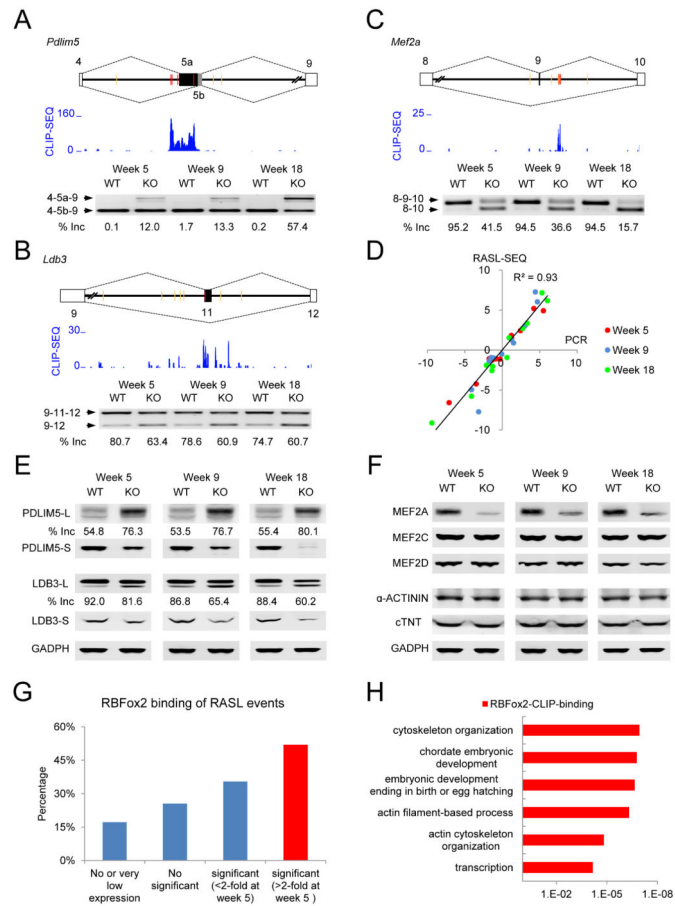 A
Pdlim5
4
5a
9
5b
160
0
CLIP-SEQ
Week 5 Week 9 Week 18
WT KO WT KO WT KO
4-5a-9
4-5b-9
% Inc 0.1 12.0 1.7 13.3 0.2 57.4
B
Ldb3
9
11
12
30
0
CLIP-SEQ
Week 5 Week 9 Week 18
WT KO WT KO WT KO
9-11-12
9-12
% Inc 80.7 63.4 78.6 60.9 74.7 60.7
C
Mef2a
8
9
10
25
0
CLIP-SEQ
Week 5 Week 9 Week 18
WT KO WT KO WT KO
8-9-10
8-10
% Inc 95.2 41.5 94.5 36.6 94.5 15.7
D
RASL-SEQ
R² = 0.93
PCR
10
5
0
-5
-10
-10 -5 0 5 10
Week 5
Week 9
Week 18
E
Week 5 Week 9 Week 18
WT KO WT KO WT KO
PDLIM5-L
% Inc 54.8 76.3 53.5 76.7 55.4 80.1
PDLIM5-S
LDB3-L
% Inc 92.0 81.6 86.8 65.4 88.4 60.2
LDB3-S
GADPH
F
Week 5 Week 9 Week 18
WT KO WT KO WT KO
MEF2A
MEF2C
MEF2D
α-ACTININ
cTNT
GADPH
G
RBFox2 binding of RASL events
Percentage
60%
45%
30%
15%
0%
No or very
low
expression
No
significant
significant
(<2-fold at
week 5)
significant
(>2-fold at
week 5 )
H
RBFox2-CLIP-binding
cytoskeleton organization
chordate embryonic
development
embryonic development
ending in birth or egg hatching
actin filament-based process
actin cytoskeleton
organization
transcription
1.E-02 1.E-05 1.E-08